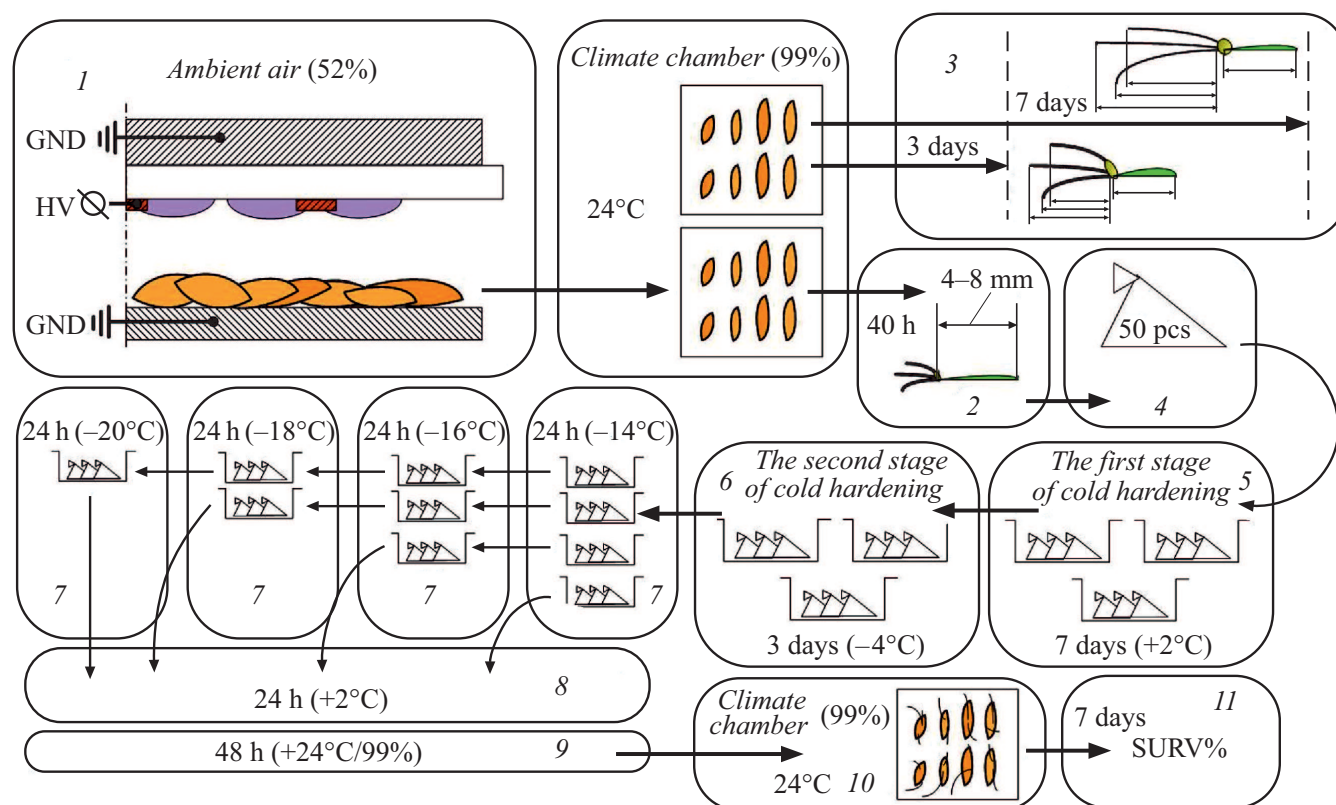 1
Ambient air (52%)
GND
HV
GND
Climate chamber (99%)
24°C
3
7 days
3 days
4–8 mm
40 h
2
50 pcs
4
24 h (–20°C)
7
24 h (–18°C)
7
24 h (–16°C)
7
24 h (–14°C)
7
6
The second stage
of cold hardening
3 days (–4°C)
The first stage
of cold hardening
5
7 days (+2°C)
24 h (+2°C)
8
48 h (+24°C/99%)
9
Climate
chamber (99%)
24°C
10
11
7 days
SURV%